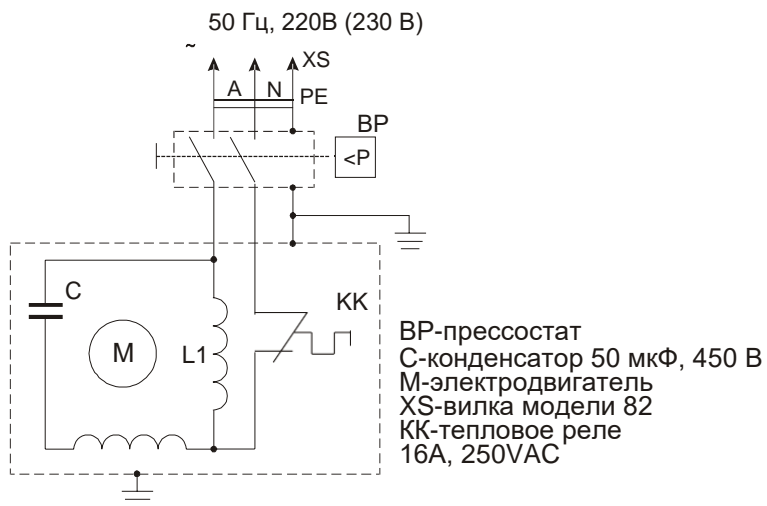 50 Гц, 220В (230 В)
~
XS
A N PE
BP
<P
C
KK
M
L1
ВР-прессостат
С-конденсатор 50 мкФ, 450 В
М-электродвигатель
XS-вилка модели 82
КК-тепловое реле
16А, 250VAC